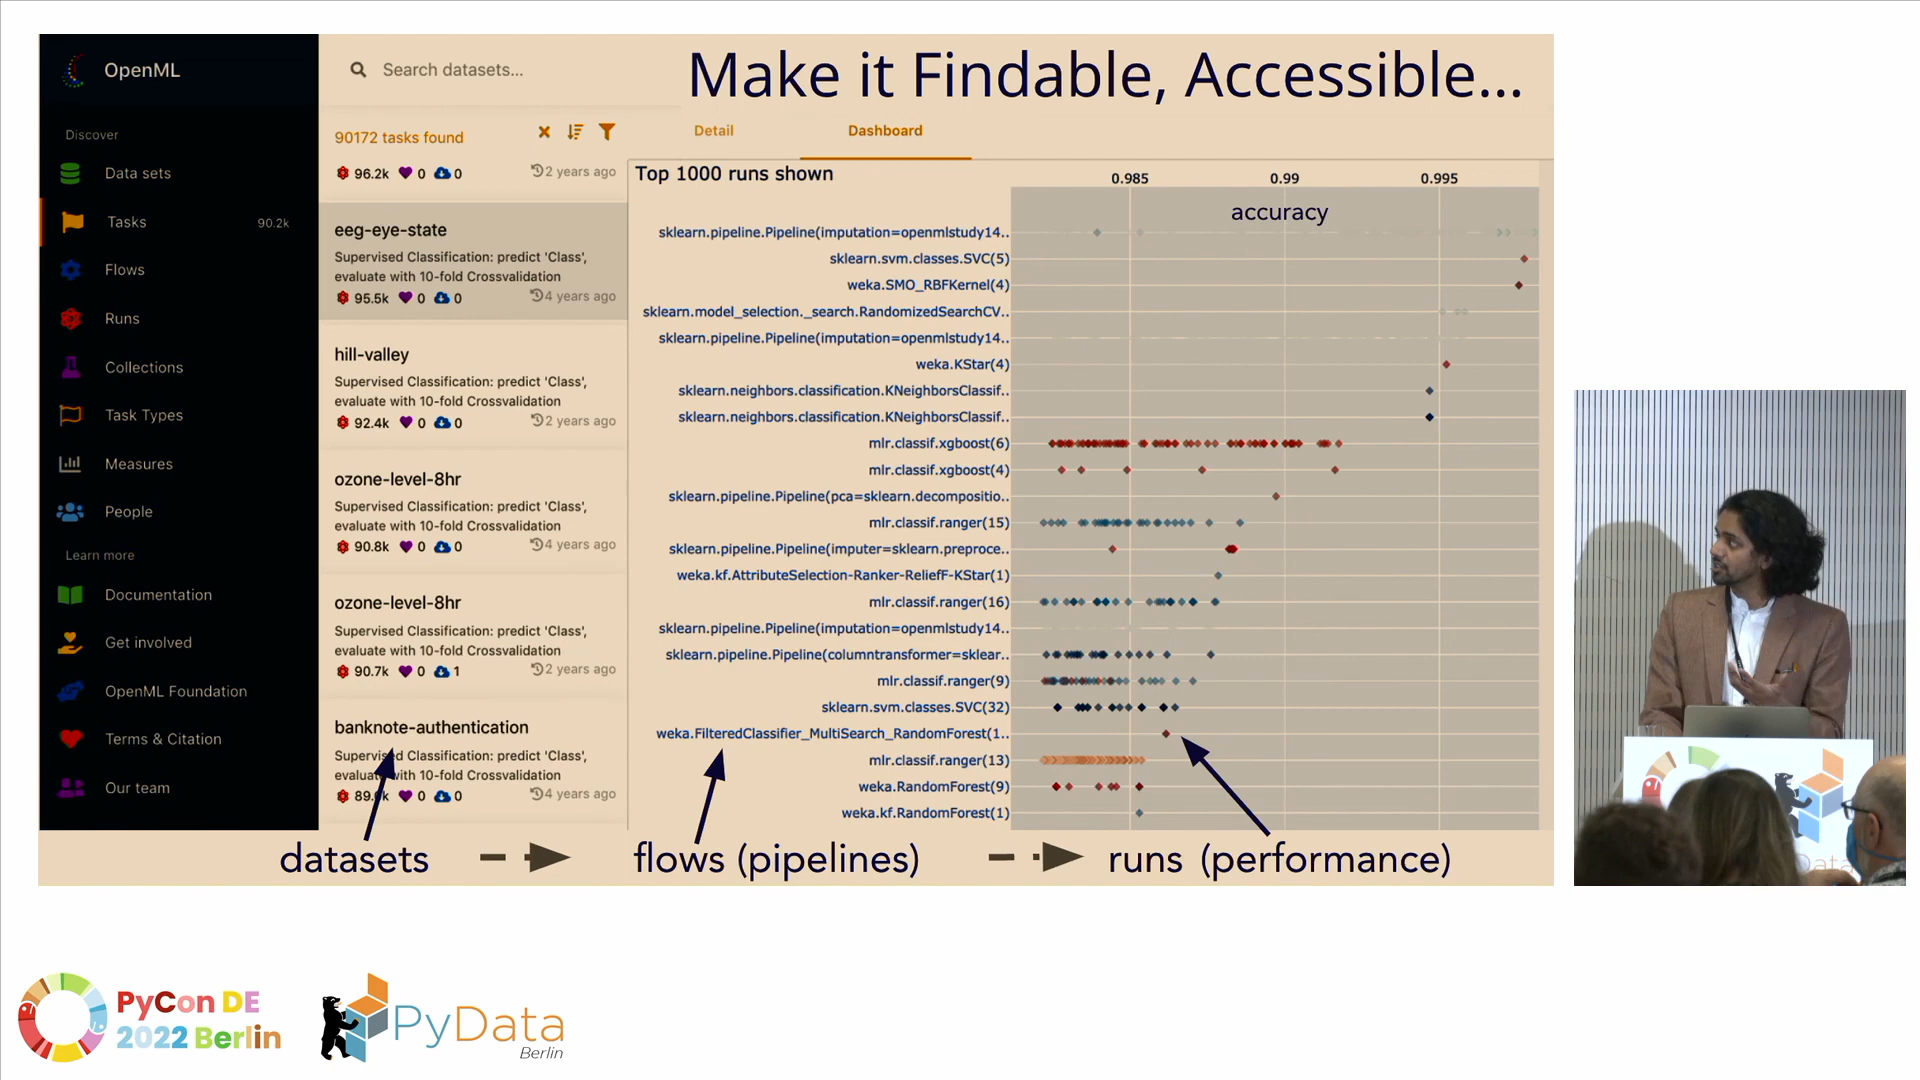 Make it Findable, Accessible...
OpenML
Search datasets...
Discover
Data sets
Tasks
90.2k
Flows
Runs
Collections
Task Types
Measures
People
Learn more
Documentation
Get involved
OpenML Foundation
Terms & Citation
Our team
90172 tasks found
96.2k 0 0 2 years ago
eeg-eye-state
Supervised Classification: predict 'Class',
evaluate with 10-fold Crossvalidation
95.5k 0 0 4 years ago
hill-valley
Supervised Classification: predict 'Class',
evaluate with 10-fold Crossvalidation
92.4k 0 0 2 years ago
ozone-level-8hr
Supervised Classification: predict 'Class',
evaluate with 10-fold Crossvalidation
90.8k 0 0 4 years ago
ozone-level-8hr
Supervised Classification: predict 'Class',
evaluate with 10-fold Crossvalidation
90.7k 0 1 2 years ago
banknote-authentication
Supervised Classification: predict 'Class',
evaluate with 10-fold Crossvalidation
0 0 4 years ago
Detail
Dashboard
Top 1000 runs shown
0.985 0.99 0.995
accuracy
sklearn.pipeline.Pipeline(imputation=openmlstudy14..
sklearn.svm.classes.SVC(5)
weka.SMO_RBFKernel(4)
sklearn.model_selection._search.RandomizedSearchCV..
sklearn.pipeline.Pipeline(imputation=openmlstudy14..
weka.KStar(4)
sklearn.neighbors.classification.KNeighborsClassif..
sklearn.neighbors.classification.KNeighborsClassif..
mlr.classif.xgboost(6)
mlr.classif.xgboost(4)
sklearn.pipeline.Pipeline(pca=sklearn.decompositio..
mlr.classif.ranger(15)
sklearn.pipeline.Pipeline(imputer=sklearn.preproce..
weka.kf.AttributeSelection-Ranker-ReliefF-KStar(1)
mlr.classif.ranger(16)
sklearn.pipeline.Pipeline(imputation=openmlstudy14..
sklearn.pipeline.Pipeline(columntransformer=sklear..
mlr.classif.ranger(9)
sklearn.svm.classes.SVC(32)
weka.FilteredClassifier_MultiSearch_RandomForest(1..
mlr.classif.ranger(13)
weka.RandomForest(9)
weka.kf.RandomForest(1)
datasets
flows (pipelines)
runs (performance)
PyCon DE
2022 Berlin
PyData
Berlin